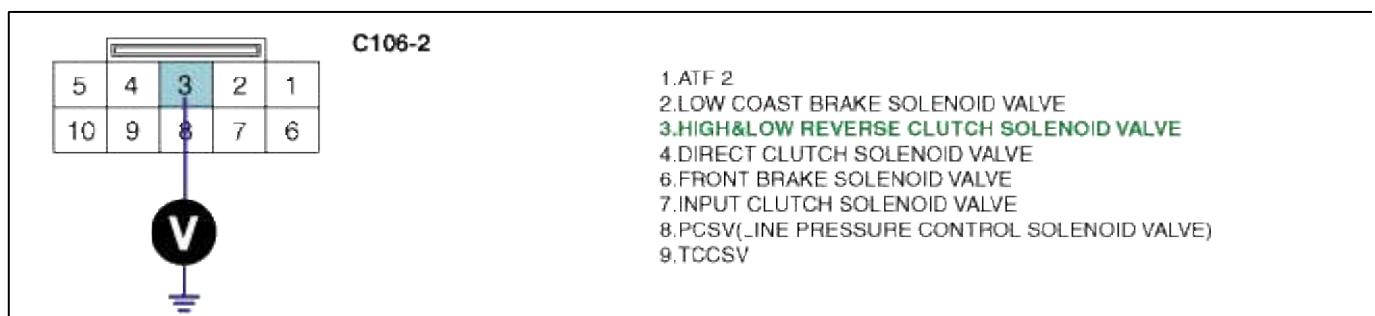 C106-2
5 4 3 2 1
10 9 8 7 6
V
1.ATF 2
2.LOW COAST BRAKE SOLENOID VALVE
3.HIGH&LOW REVERSE CLUTCH SOLENOID VALVE
4.DIRECT CLUTCH SOLENOID VALVE
6.FRONT BRAKE SOLENOID VALVE
7.INPUT CLUTCH SOLENOID VALVE
8.PCSV(LINE PRESSURE CONTROL SOLENOID VALVE)
9.TCCSV